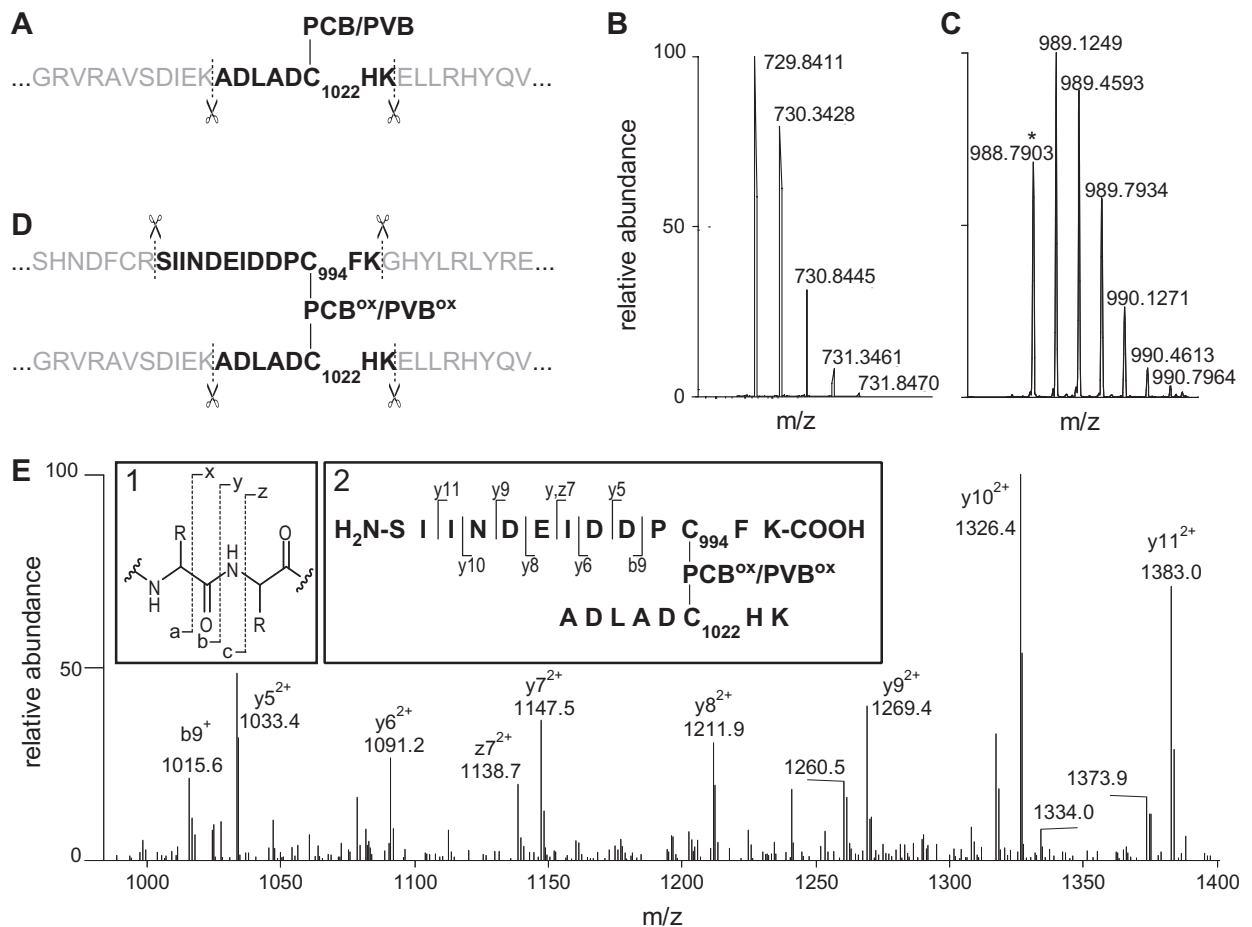 A
PCB/PVB
...GRVRAVSDIEKADLADC1022HKELLRHYQV...
B
100
50
0
relative abundance
729.8411
730.3428
730.8445
731.3461
731.8470
m/z
C
989.1249
989.4593
*
988.7903
989.7934
990.1271
990.4613
990.7964
m/z
D
...SHNDFCRSIINDEIDDPC994FKGHYLRLYRE...
PCBox/PVBox
...GRVRAVSDIEKADLADC1022HKELLRHYQV...
E
100
50
0
relative abundance
1
x
y
z
R
H
N
O
N
H
O
R
a
b
c
2
y11 y9 y,z7 y5
H2N-S I I N D E I D D P C994 F K-COOH
y10 y8 y6 b9
PCBox/PVBox
A D L A D C1022 H K
b9+
1015.6
y52+
1033.4
y62+
1091.2
z72+
1138.7
y72+
1147.5
y82+
1211.9
1260.5
y92+
1269.4
y102+
1326.4
1334.0
1373.9
y112+
1383.0
1000 1050 1100 1150 1200 1250 1300 1350 1400
m/z